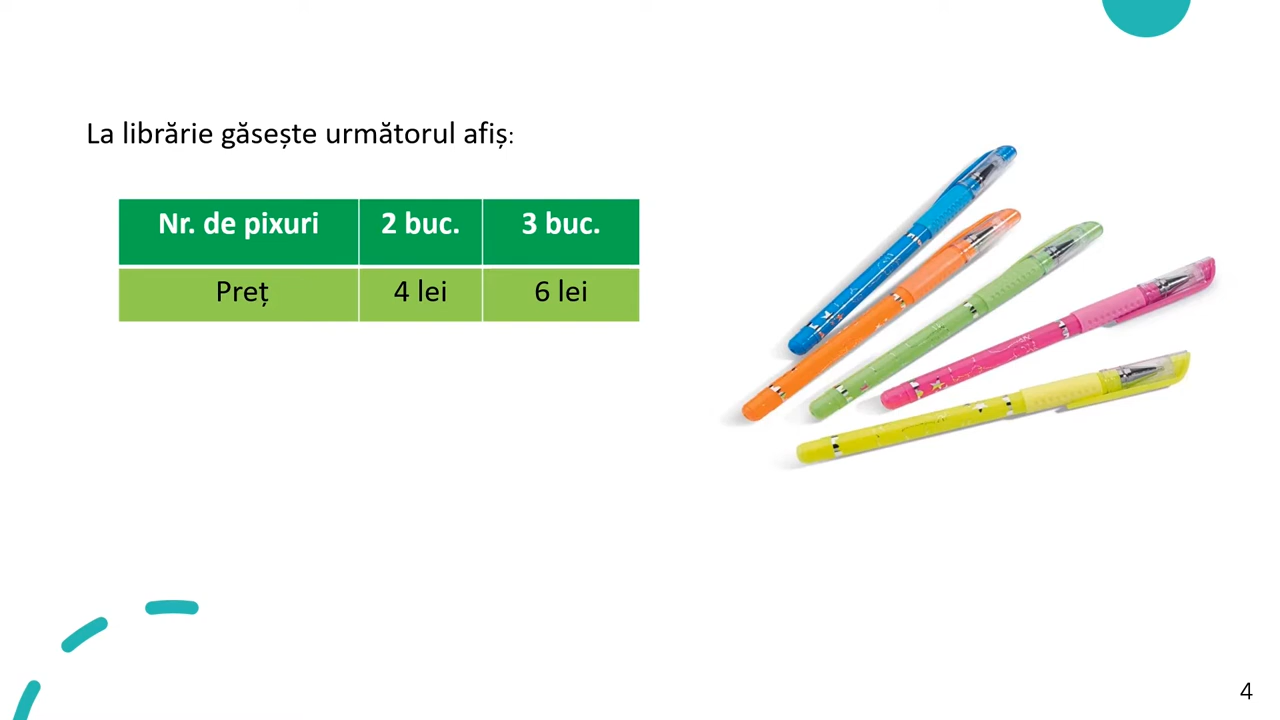 La librărie găsește următorul afiș:
Nr. de pixuri 2 buc. 3 buc.
Preț 4 lei 6 lei
4